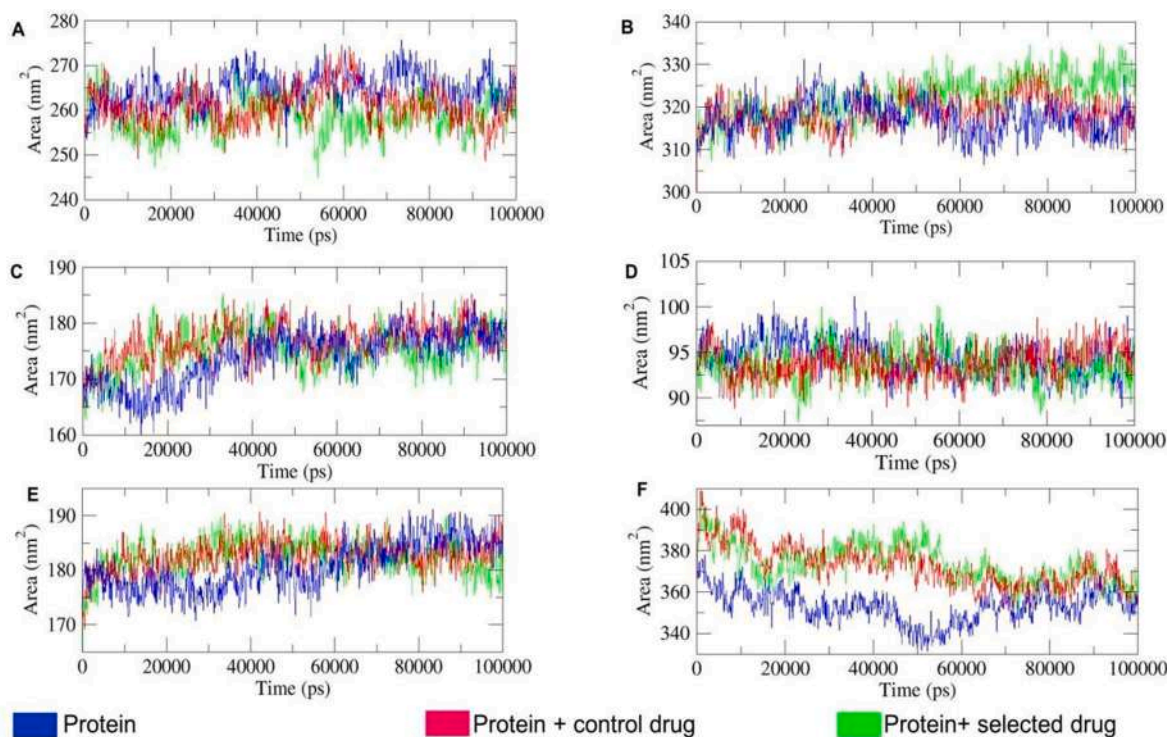 A
280
270
260
250
240
Area (nm²)
0 20000 40000 60000 80000 100000
Time (ps)
B
340
330
320
310
300
Area (nm²)
0 20000 40000 60000 80000 100000
Time (ps)
C
190
180
170
160
Area (nm²)
0 20000 40000 60000 80000 100000
Time (ps)
D
105
100
95
90
Area (nm²)
0 20000 40000 60000 80000 100000
Time (ps)
E
190
180
170
Area (nm²)
0 20000 40000 60000 80000 100000
Time (ps)
F
400
380
360
340
Area (nm²)
0 20000 40000 60000 80000 100000
Time (ps)
Protein Protein + control drug Protein+ selected drug